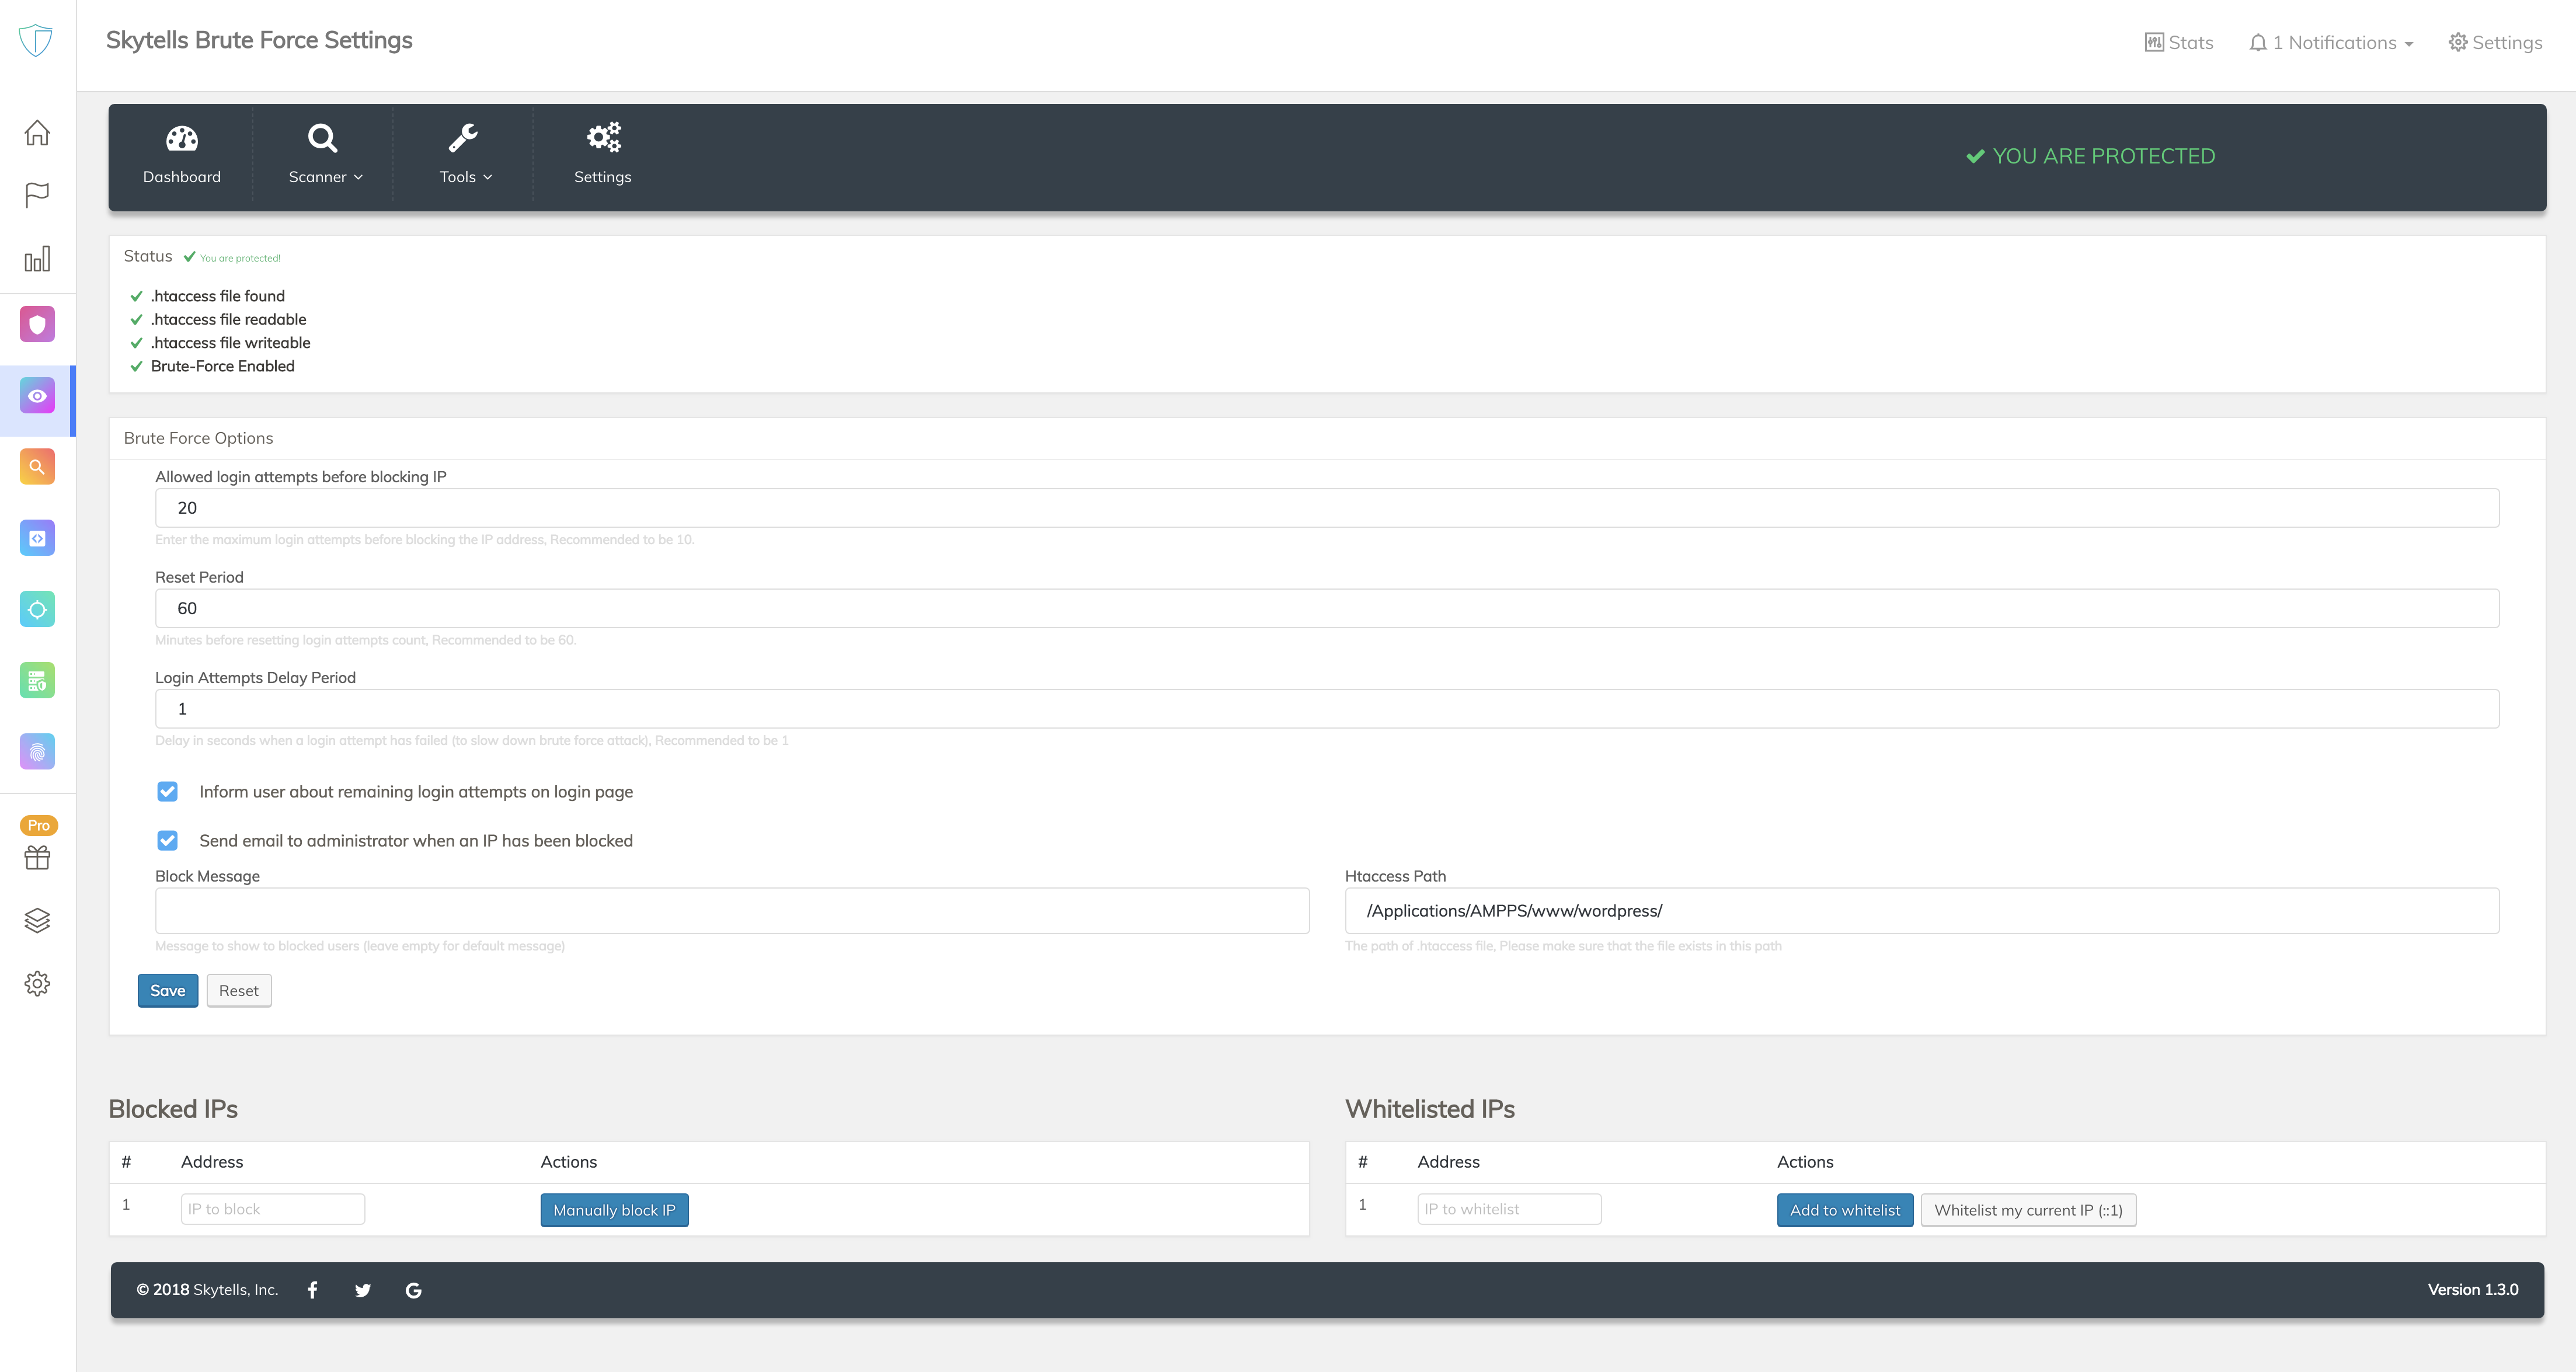 Skytells Brute Force Settings
Stats
1 Notifications
Settings
Dashboard
Scanner
Tools
Settings
YOU ARE PROTECTED
Status You are protected!
.htaccess file found
.htaccess file readable
.htaccess file writeable
Brute-Force Enabled
Brute Force Options
Allowed login attempts before blocking IP
20
Enter the maximum login attempts before blocking the IP address, Recommended to be 10.
Reset Period
60
Minutes before resetting login attempts count, Recommended to be 60.
Login Attempts Delay Period
1
Delay in seconds when a login attempt has failed (to slow down brute force attack), Recommended to be 1
Inform user about remaining login attempts on login page
Send email to administrator when an IP has been blocked
Pro
Block Message
Message to show to blocked users (leave empty for default message)
Htaccess Path
/Applications/AMPPS/www/wordpress/
The path of .htaccess file, Please make sure that the file exists in this path
Save
Reset
Blocked IPs
# Address Actions
1 IP to block Manually block IP
Whitelisted IPs
# Address Actions
1 IP to whitelist Add to whitelist Whitelist my current IP (::1)
© 2018 Skytells, Inc.
Version 1.3.0